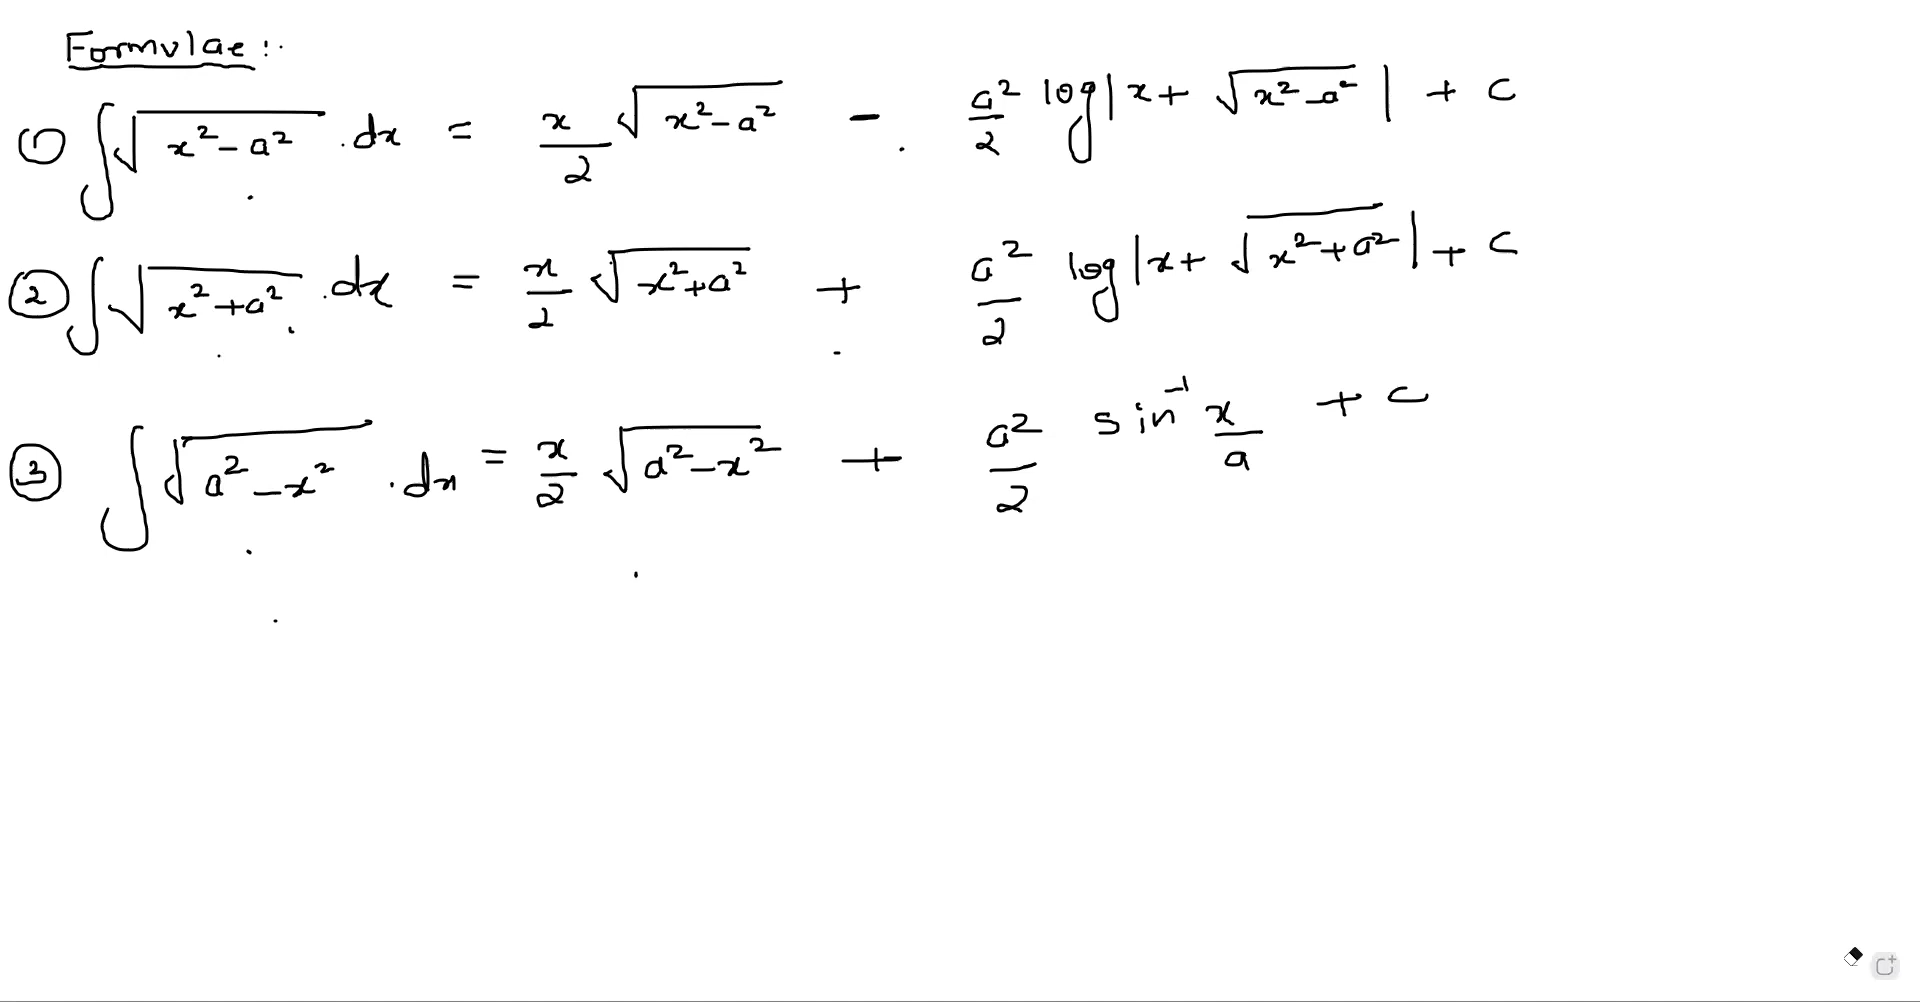 Formulae :
① ∫√(x² - a²) . dx = x/2 √(x² - a²) - a²/2 log|x + √(x² - a²)| + c
② ∫√(x² + a²) . dx = x/2 √(x² + a²) + a²/2 log|x + √(x² + a²)| + c
③ ∫√(a² - x²) . dx = x/2 √(a² - x²) + a²/2 sin⁻¹ x/a + c